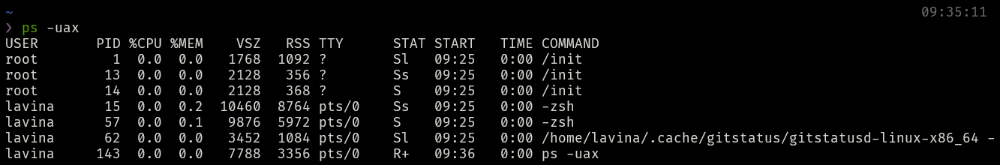 ~ 09:35:11
❯ ps -uax
USER       PID %CPU %MEM    VSZ   RSS TTY      STAT START   TIME COMMAND
root         1  0.0  0.0   1768  1092 ?        Sl   09:25   0:00 /init
root        13  0.0  0.0   2128   356 ?        Ss   09:25   0:00 /init
root        14  0.0  0.0   2128   368 ?        S    09:25   0:00 /init
lavina      15  0.0  0.2  10460  8764 pts/0    Ss   09:25   0:00 -zsh
lavina      57  0.0  0.1   9876  5972 pts/0    S    09:25   0:00 -zsh
lavina      62  0.0  0.0   3452  1084 pts/0    Sl   09:25   0:00 /home/lavina/.cache/gitstatus/gitstatusd-linux-x86_64 -
lavina     143  0.0  0.0   7788  3356 pts/0    R+   09:36   0:00 ps -uax